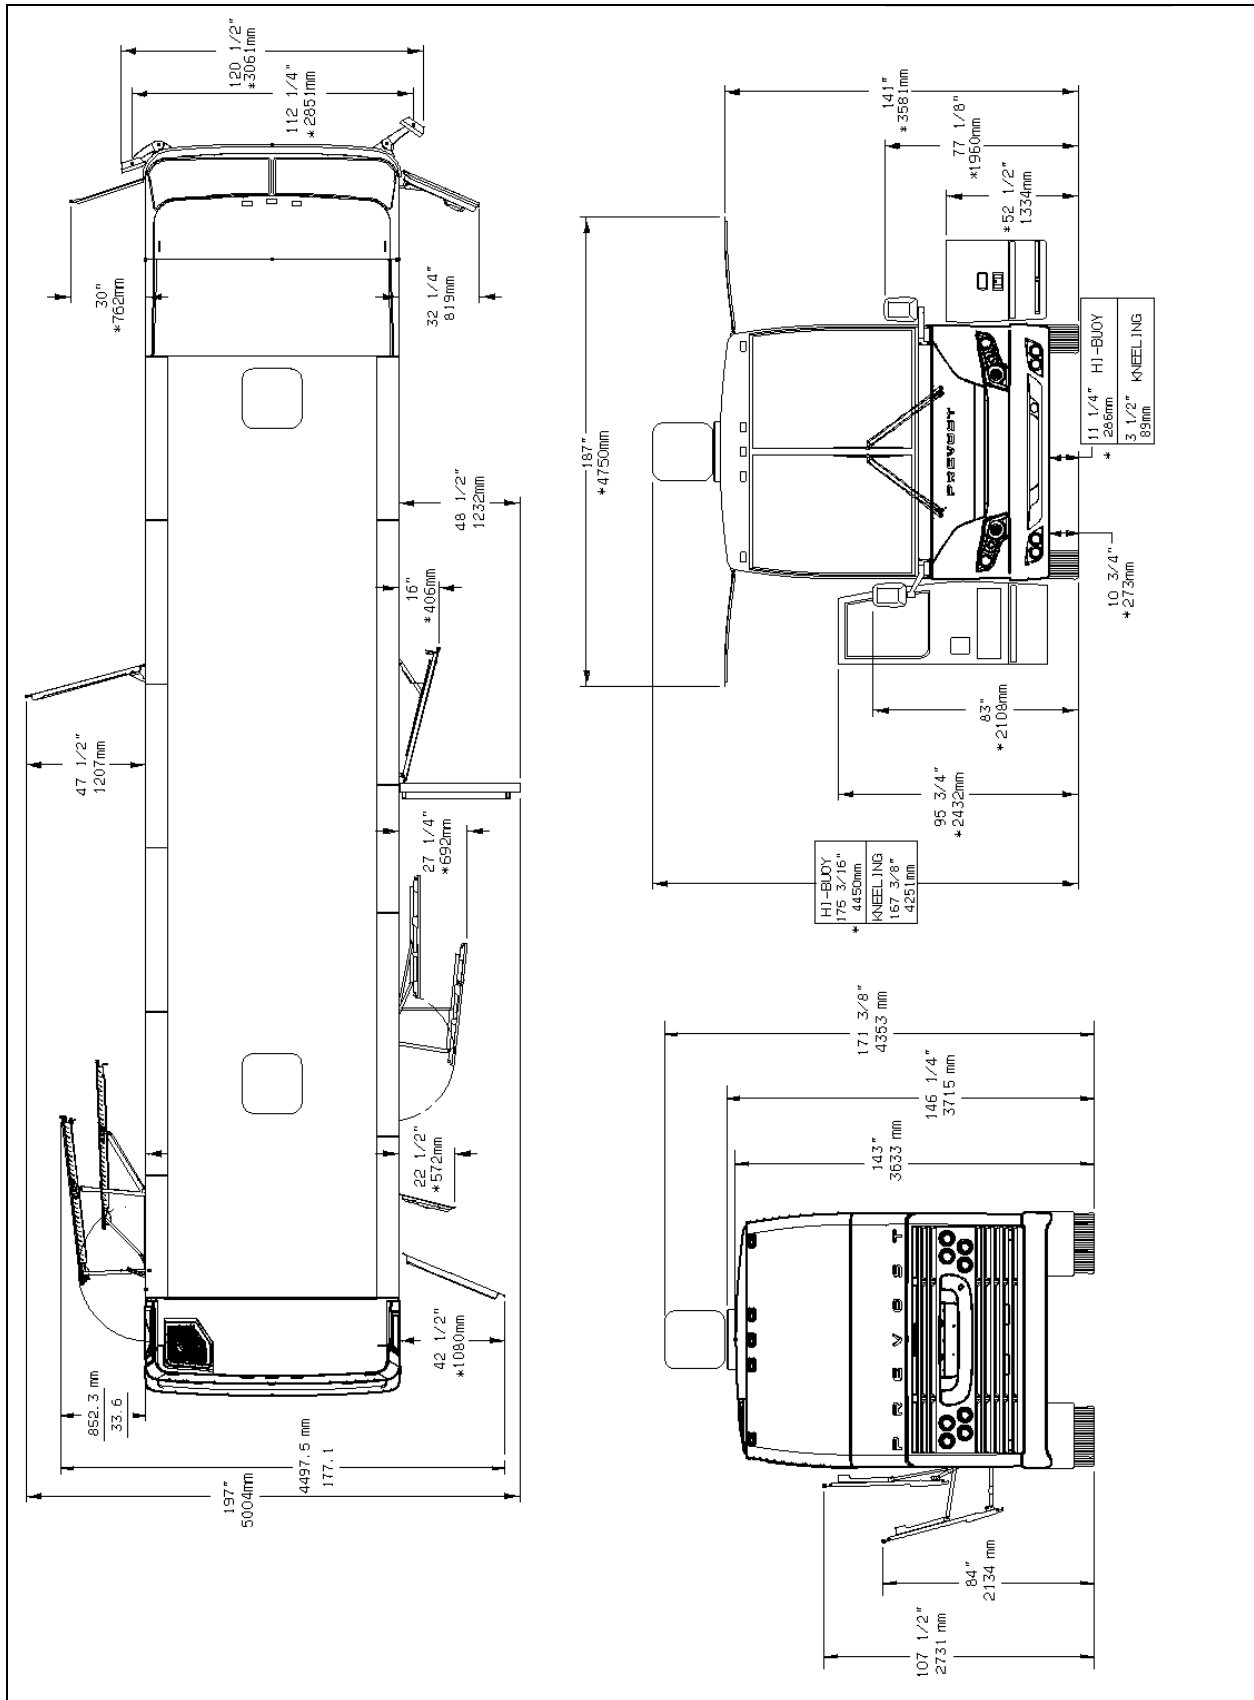 120 1/2"
*3061mm
112 1/4"
*2851mm
30"
*762mm
32 1/4"
819mm
48 1/2"
1232mm
16"
*406mm
47 1/2"
1207mm
27 1/4"
*692mm
22 1/2"
*572mm
42 1/2"
*1080mm
852.3 mm
33.6
4497.5 mm
177.1
197"
5004mm
141"
*3581mm
77 1/8"
*1960mm
*52 1/2"
1334mm
187"
*4750mm
PREVOST
11 1/4" HI-BUOY
286mm
3 1/2" KNEELING
89mm
*
10 3/4"
*273mm
83"
*2108mm
95 3/4"
*2432mm
HI-BUOY
175 3/16"
4450mm
KNEELING
167 3/8"
4251mm
*
171 3/8"
4353 mm
146 1/4"
3715 mm
143"
3633 mm
PREVOST
84"
2134 mm
107 1/2"
2731 mm